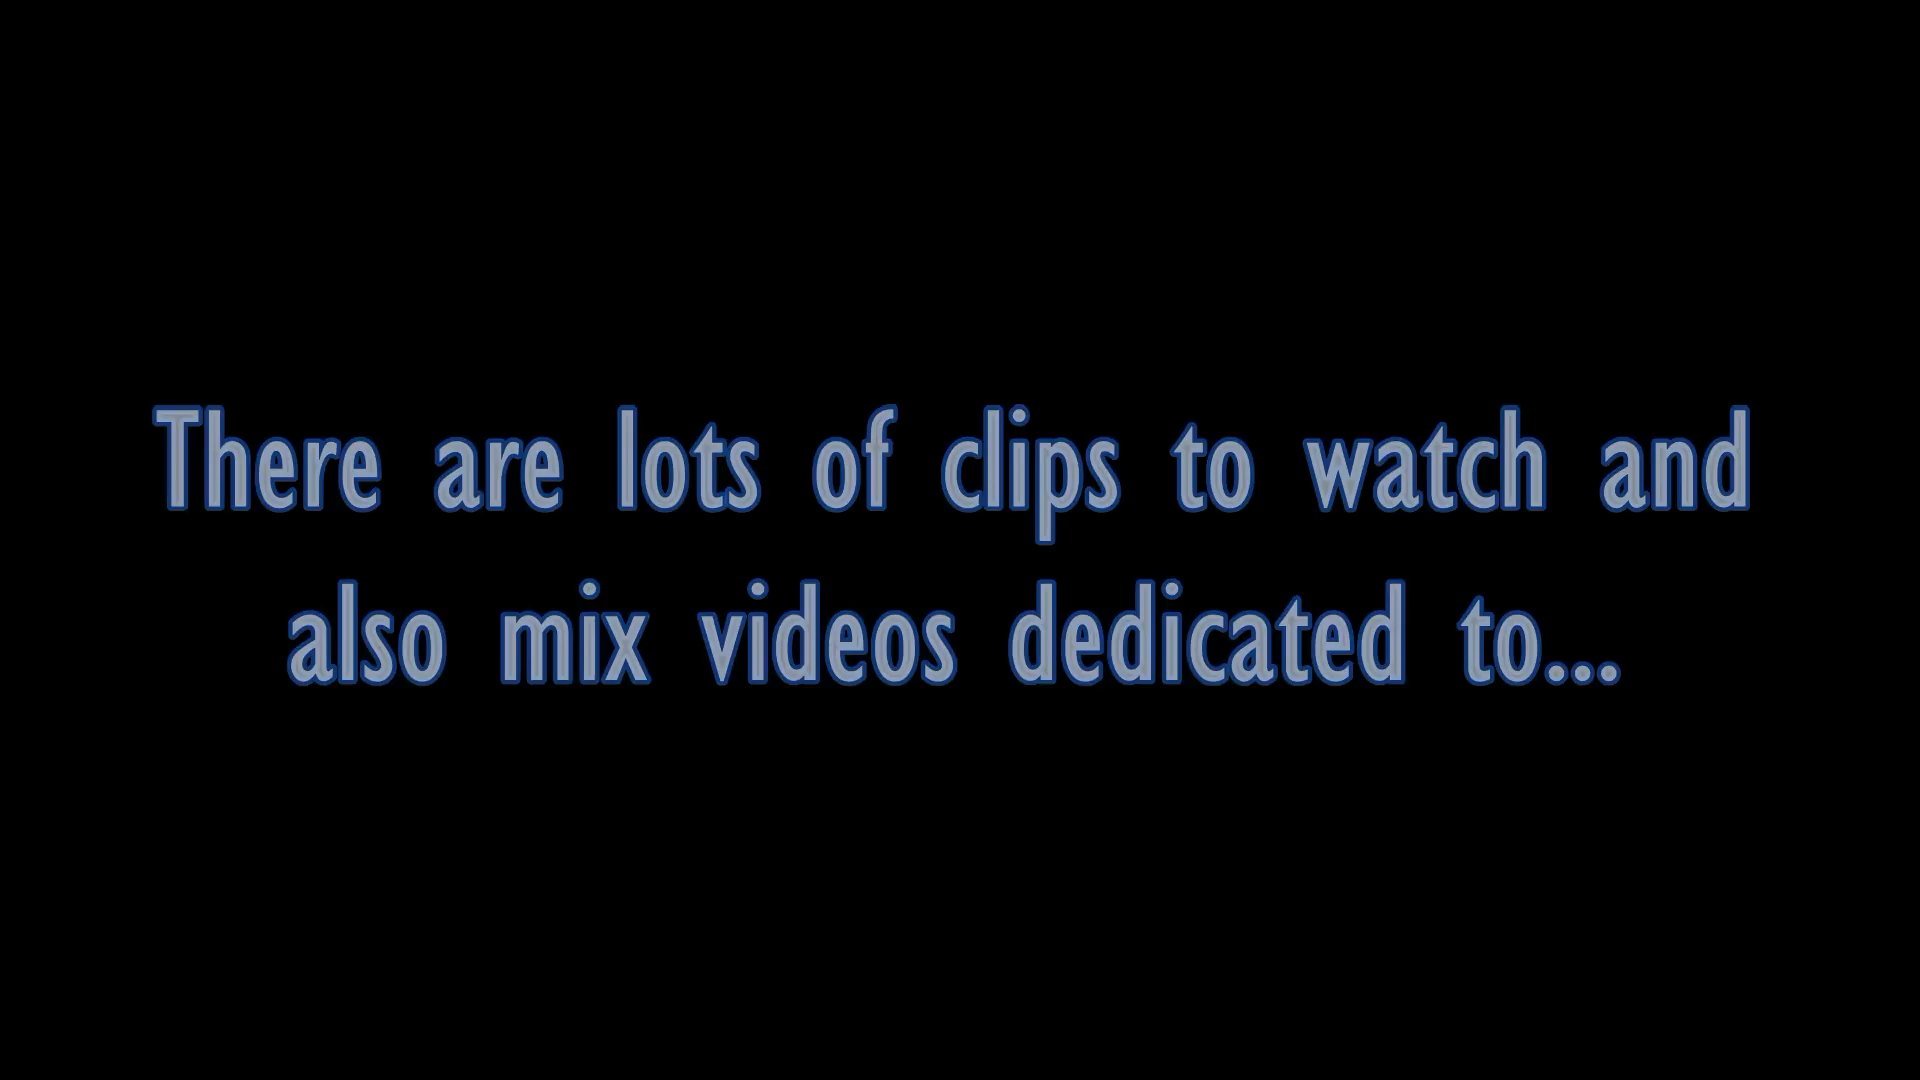 There are lots of clips to watch and
also mix videos dedicated to...